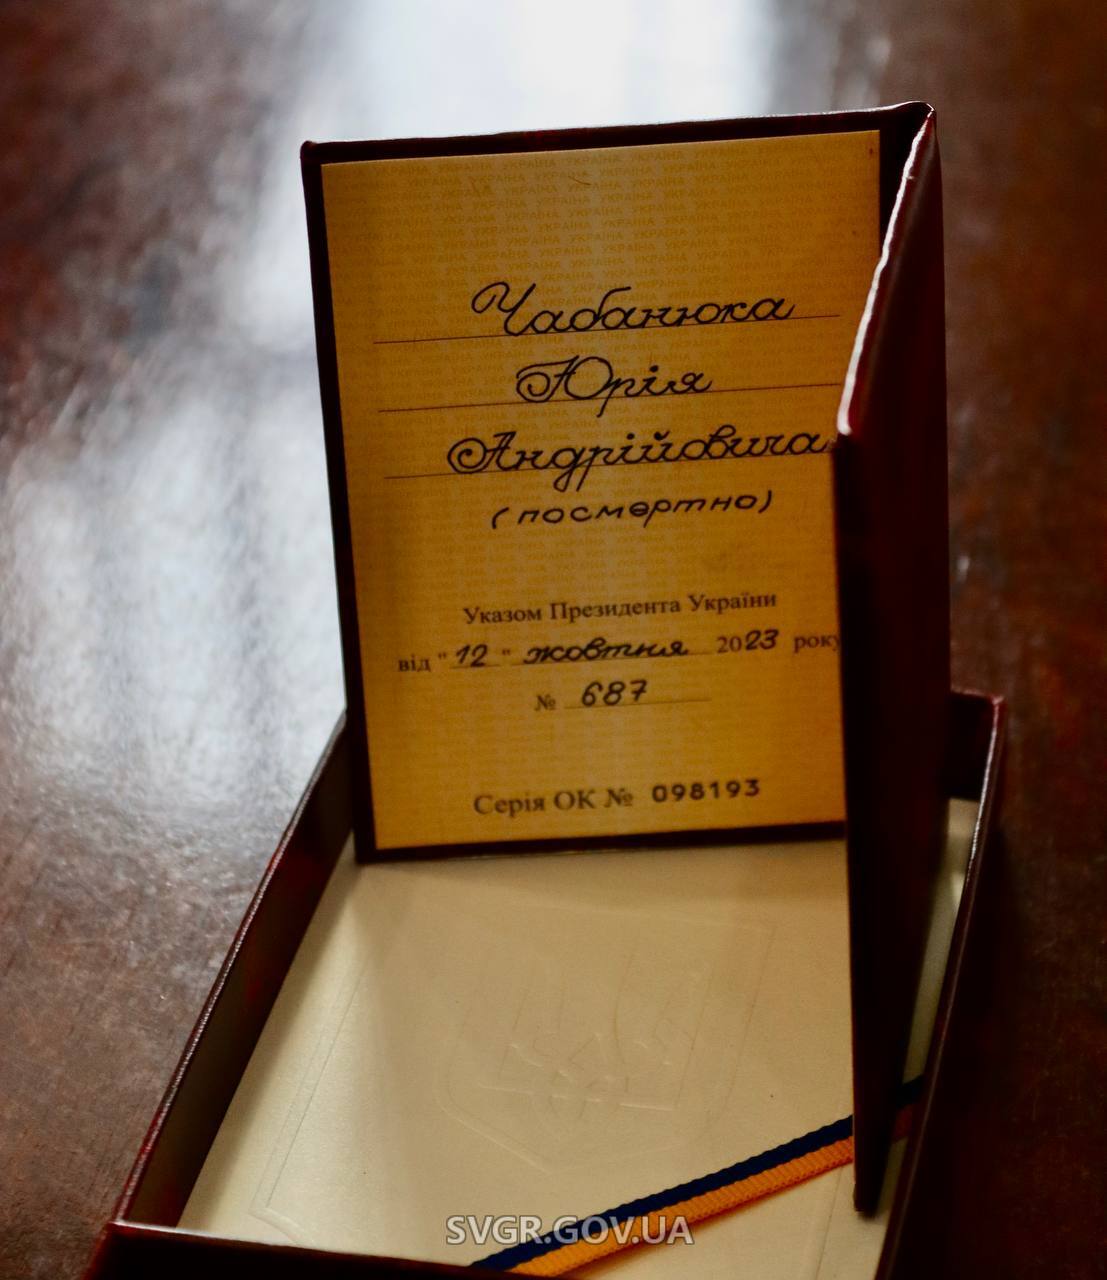 Чабанюка
Юрія
Андрійовича
(посмертно)
Указом Президента України
від "12" жовтня 2023 року
№ 687
Серія ОК № 098193
SVGR.GOV.UA